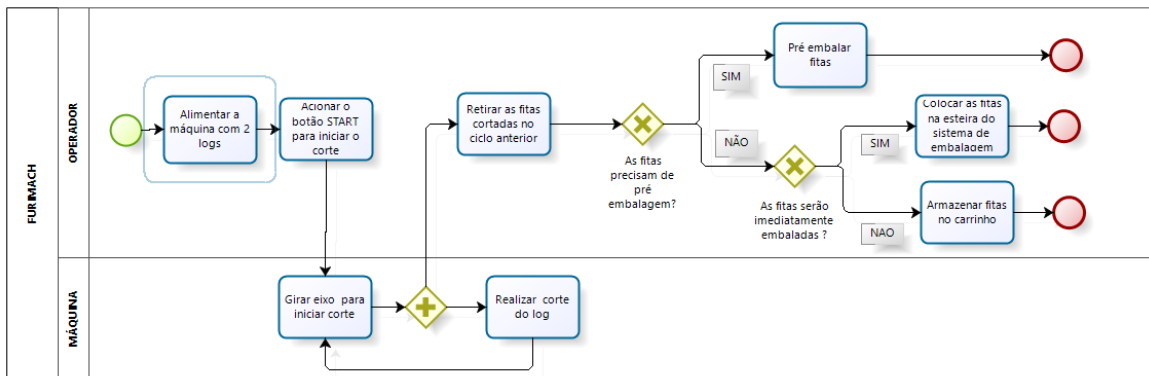 FURIMACH
OPERADOR
Alimentar a
máquina com 2
logs
Acionar o
botão START
para iniciar o
corte
Retirar as fitas
cortadas no
ciclo anterior
As fitas
precisam de
pré
embalagem?
SIM
Pré embalar
fitas
NÃO
As fitas serão
imediatamente
embaladas ?
SIM
Colocar as fitas
na esteira do
sistema de
embalagem
NAO
Armazenar fitas
no carrinho
MÁQUINA
Girar eixo para
iniciar corte
Realizar corte
do log